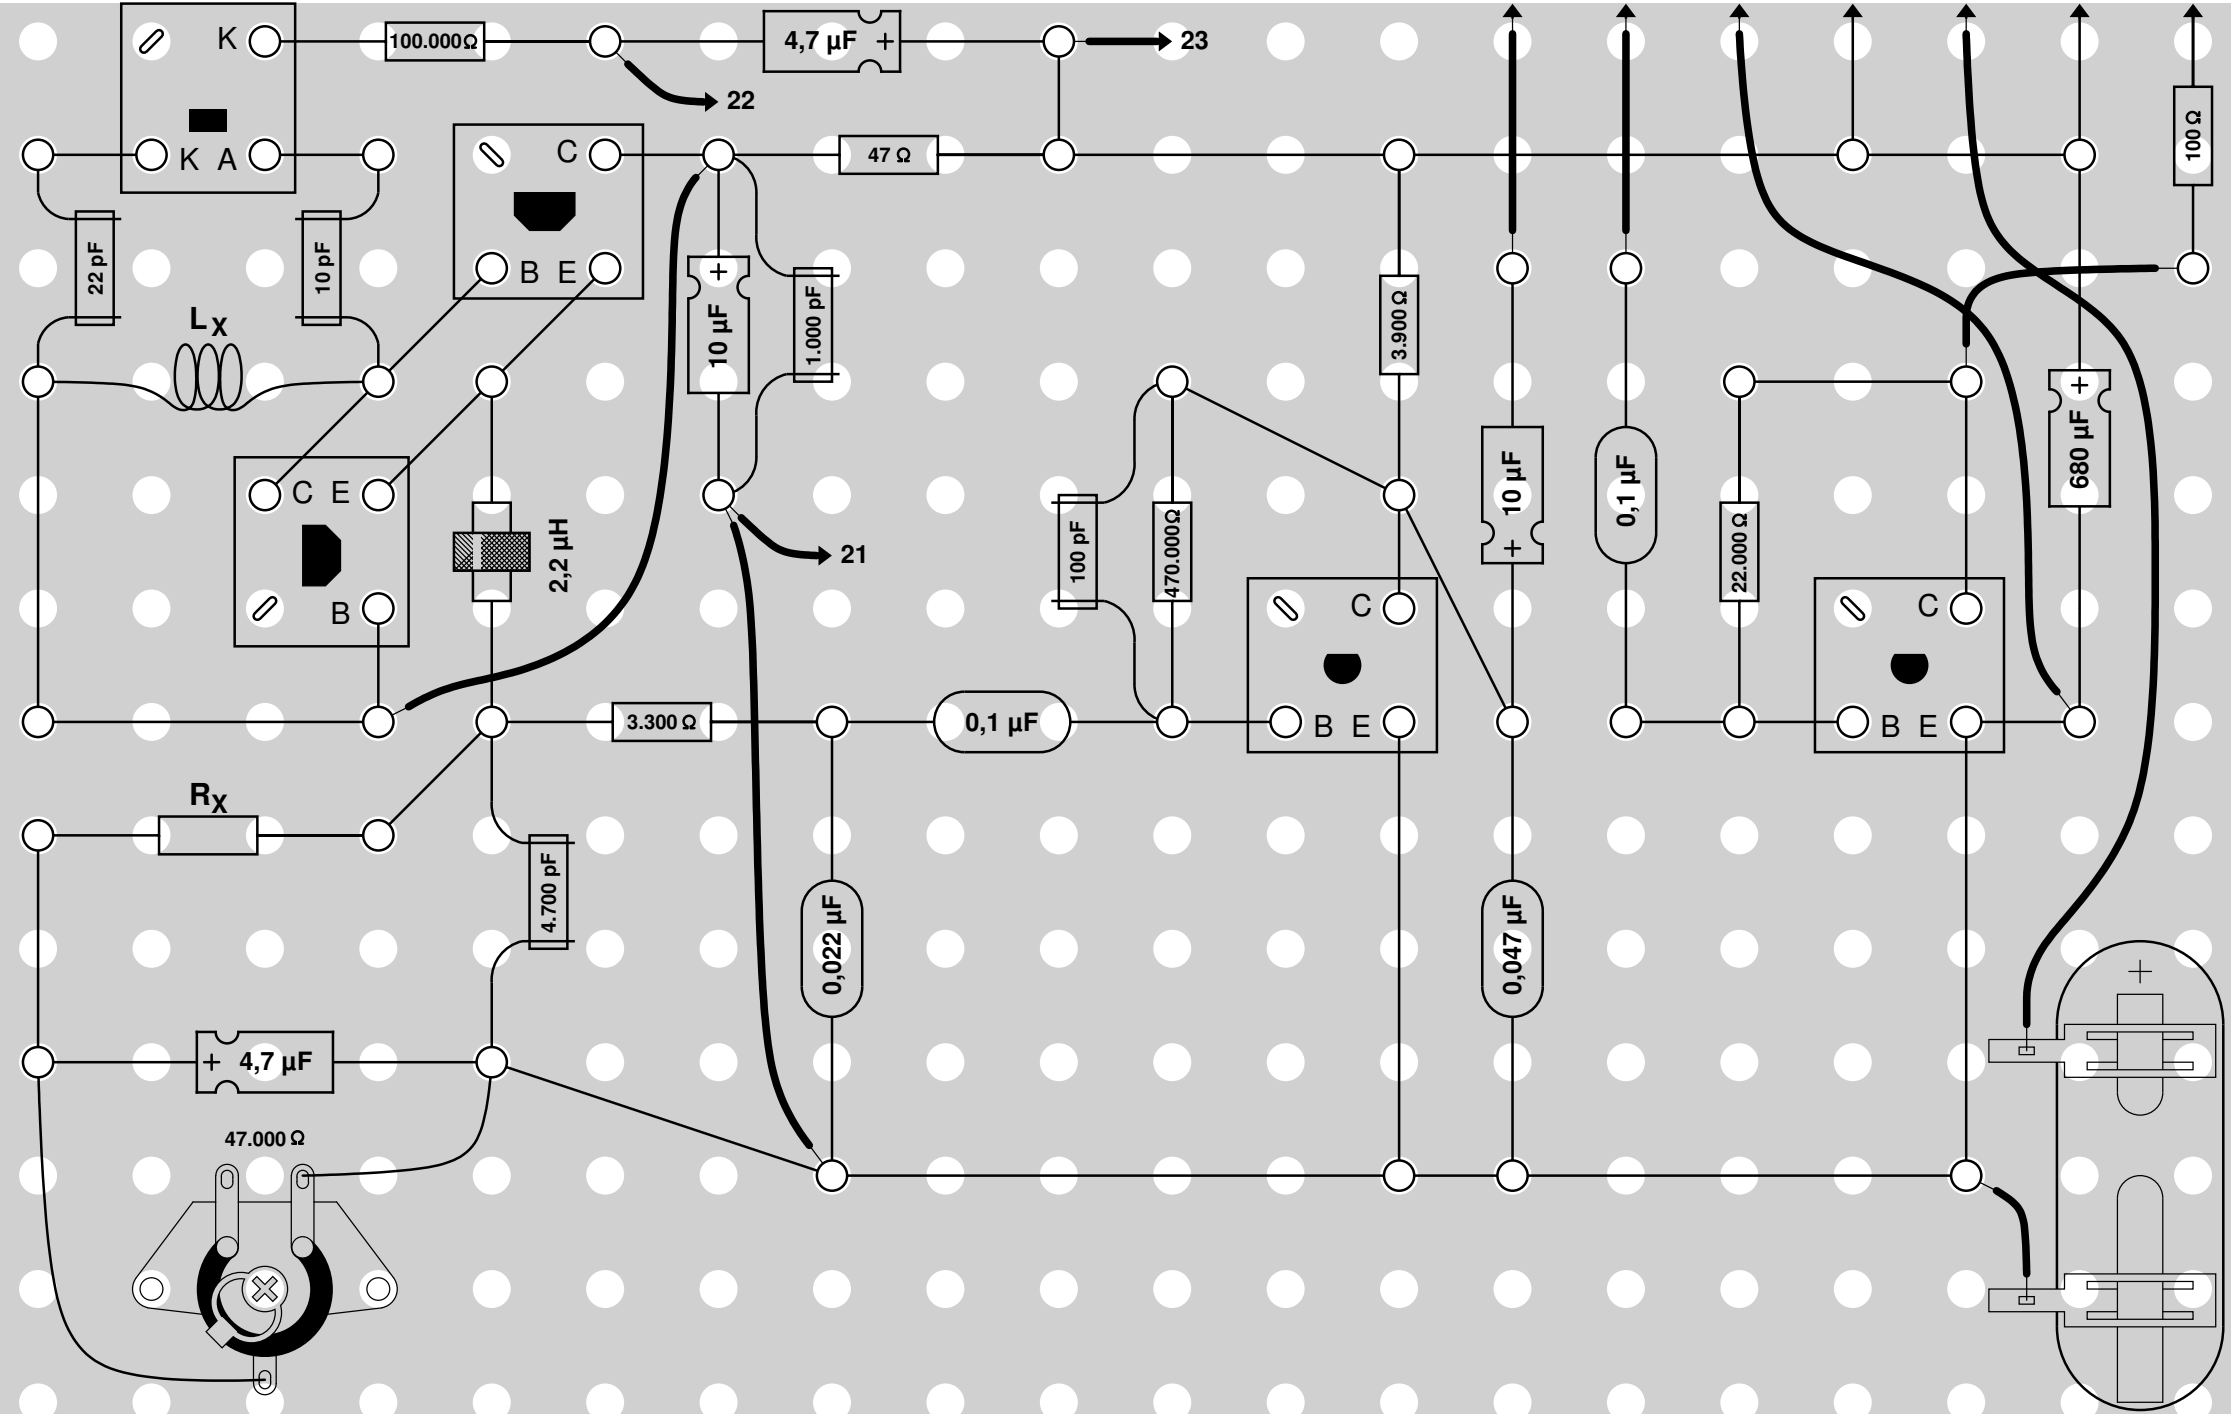 K 100.000Ω 4,7 µF + 23
22
K A
C 47 Ω 100 Ω
22 pF 10 pF B E + 10 µF 1.000 pF 3.900 Ω
LX
C E
B
2,2 µH
21
100 pF 470.000Ω
C
10 µF + 0,1 µF 22.000 Ω + 680 µF
C
3.300 Ω 0,1 µF B E B E
RX
4.700 pF 0,022 µF 0,047 µF
+ 4,7 µF
+
47.000 Ω